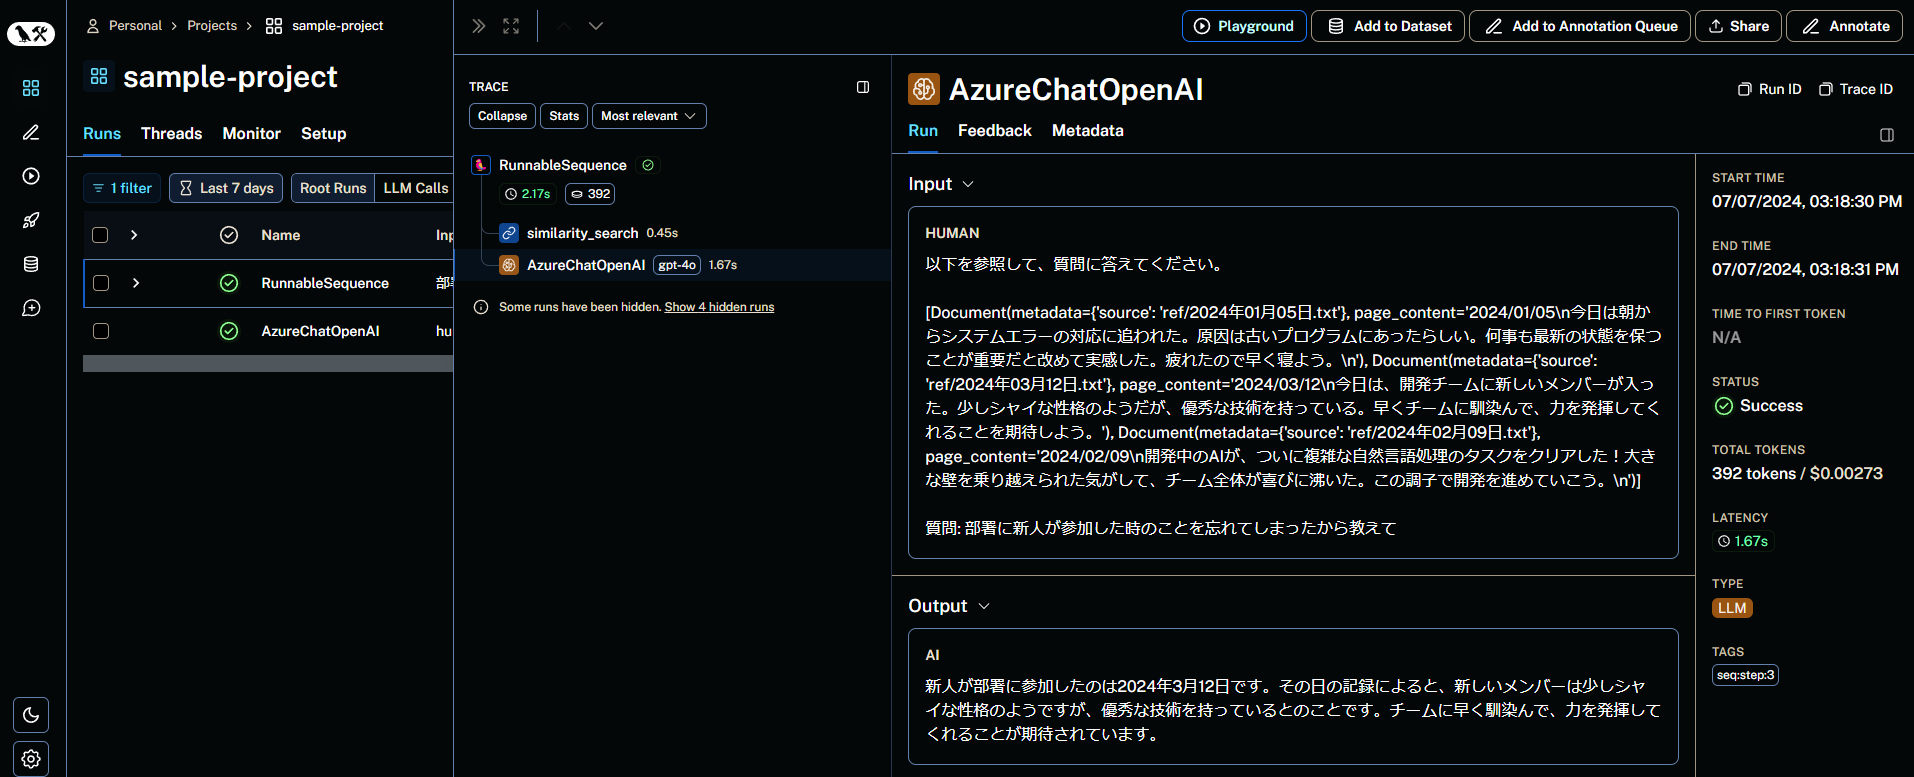 Personal > Projects > sample-project
sample-project
Runs Threads Monitor Setup
1 filter Last 7 days Root Runs LLM Calls
Name Inp
RunnableSequence 部署
AzureChatOpenAI hu
TRACE
Collapse Stats Most relevant
RunnableSequence
2.17s 392
similarity_search 0.45s
AzureChatOpenAI gpt-4o 1.67s
Some runs have been hidden. Show 4 hidden runs
Playground Add to Dataset Add to Annotation Queue Share Annotate
AzureChatOpenAI
Run ID Trace ID
Run Feedback Metadata
Input
HUMAN
以下を参照して、質問に答えてください。
[Document(metadata={'source': 'ref/2024年01月05日.txt'}, page_content='2024/01/05\n今日は朝か
らシステムエラーの対応に追われた。原因は古いプログラムにあったらしい。何事も最新の状態を保つ
ことが重要だと改めて実感した。疲れたので早く寝よう。\n'), Document(metadata={'source':
'ref/2024年03月12日.txt'}, page_content='2024/03/12\n今日は、開発チームに新しいメンバーが入っ
た。少しシャイな性格のようだが、優秀な技術を持っている。早くチームに馴染んで、力を発揮してく
れることを期待しよう。'), Document(metadata={'source': 'ref/2024年02月09日.txt'},
page_content='2024/02/09\n開発中のAIが、ついに複雑な自然言語処理のタスクをクリアした！大き
な壁を乗り越えられた気がして、チーム全体が喜びに沸いた。この調子で開発を進めていこう。\n')]
質問: 部署に新人が参加した時のことを忘れてしまったから教えて
Output
AI
新人が部署に参加したのは2024年3月12日です。その日の記録によると、新しいメンバーは少しシャ
イな性格のようですが、優秀な技術を持っているとのことです。チームに早く馴染んで、力を発揮して
くれることが期待されています。
START TIME
07/07/2024, 03:18:30 PM
END TIME
07/07/2024, 03:18:31 PM
TIME TO FIRST TOKEN
N/A
STATUS
Success
TOTAL TOKENS
392 tokens / $0.00273
LATENCY
1.67s
TYPE
LLM
TAGS
seq:step:3